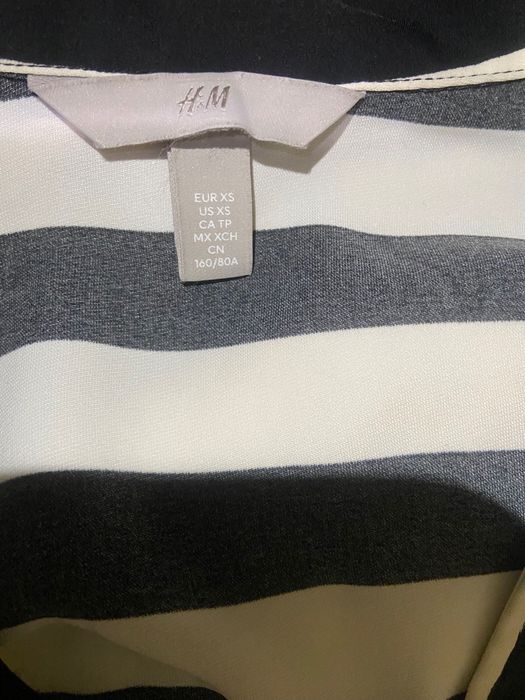 H&M
EUR XS
US XS
CA TP
MX XCH
CN
160/80A